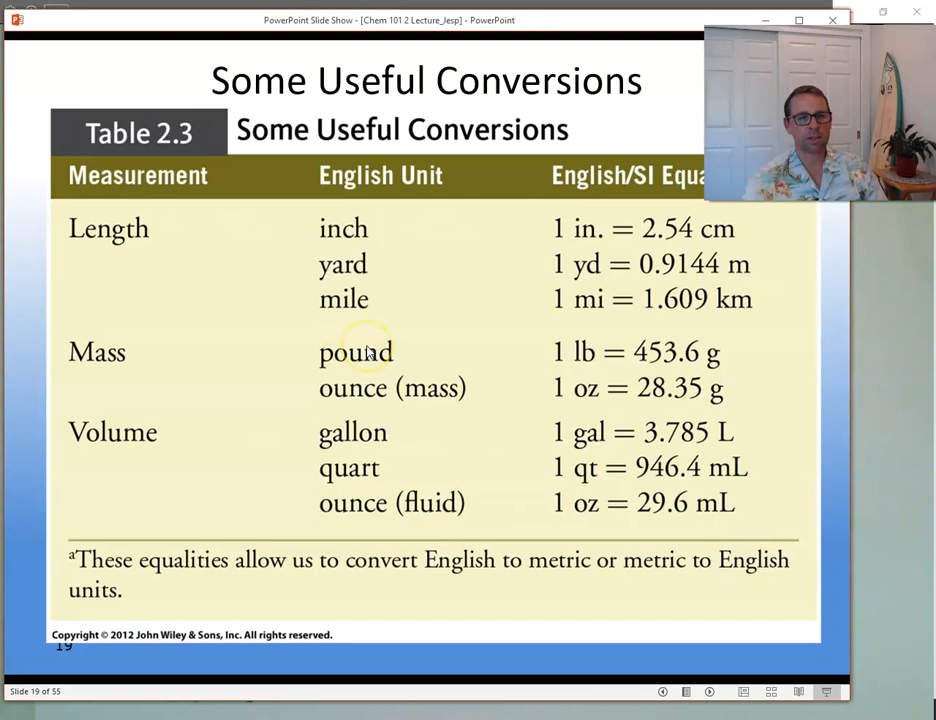 PowerPoint Slide Show - [Chem 101 2 Lecture_Jesp] - PowerPoint
Some Useful Conversions
Table 2.3 Some Useful Conversions
Measurement English Unit English/SI Equa
Length inch 1 in. = 2.54 cm
yard 1 yd = 0.9144 m
mile 1 mi = 1.609 km
Mass pound 1 lb = 453.6 g
ounce (mass) 1 oz = 28.35 g
Volume gallon 1 gal = 3.785 L
quart 1 qt = 946.4 mL
ounce (fluid) 1 oz = 29.6 mL
ᵃThese equalities allow us to convert English to metric or metric to English
units.
Copyright © 2012 John Wiley & Sons, Inc. All rights reserved.
19
Slide 19 of 55